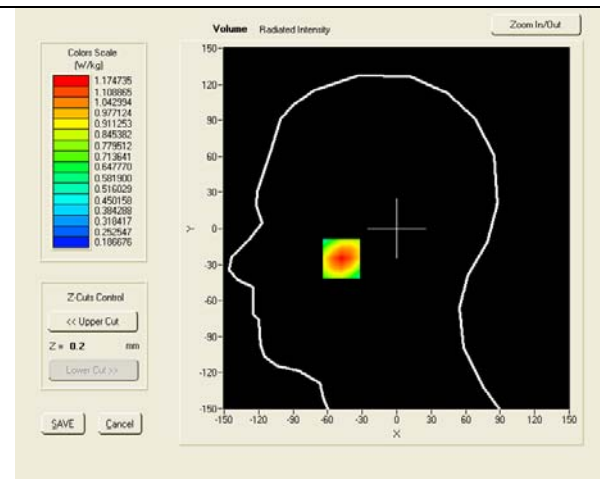 Volume Radiated Intensity
Zoom In/Out
Colors Scale
(W/kg)
1.174735
1.108865
1.042994
0.977124
0.911253
0.845382
0.779512
0.713641
0.647770
0.581900
0.516029
0.450158
0.384288
0.318417
0.252547
0.186676
150
120
90
60
30
0
-30
-60
-90
-120
-150
Y
-150 -120 -90 -60 -30 0 30 60 90 120 150
X
Z-Cuts Control
<< Upper Cut
Z = 0.2 mm
Lower Cut >>
SAVE Cancel